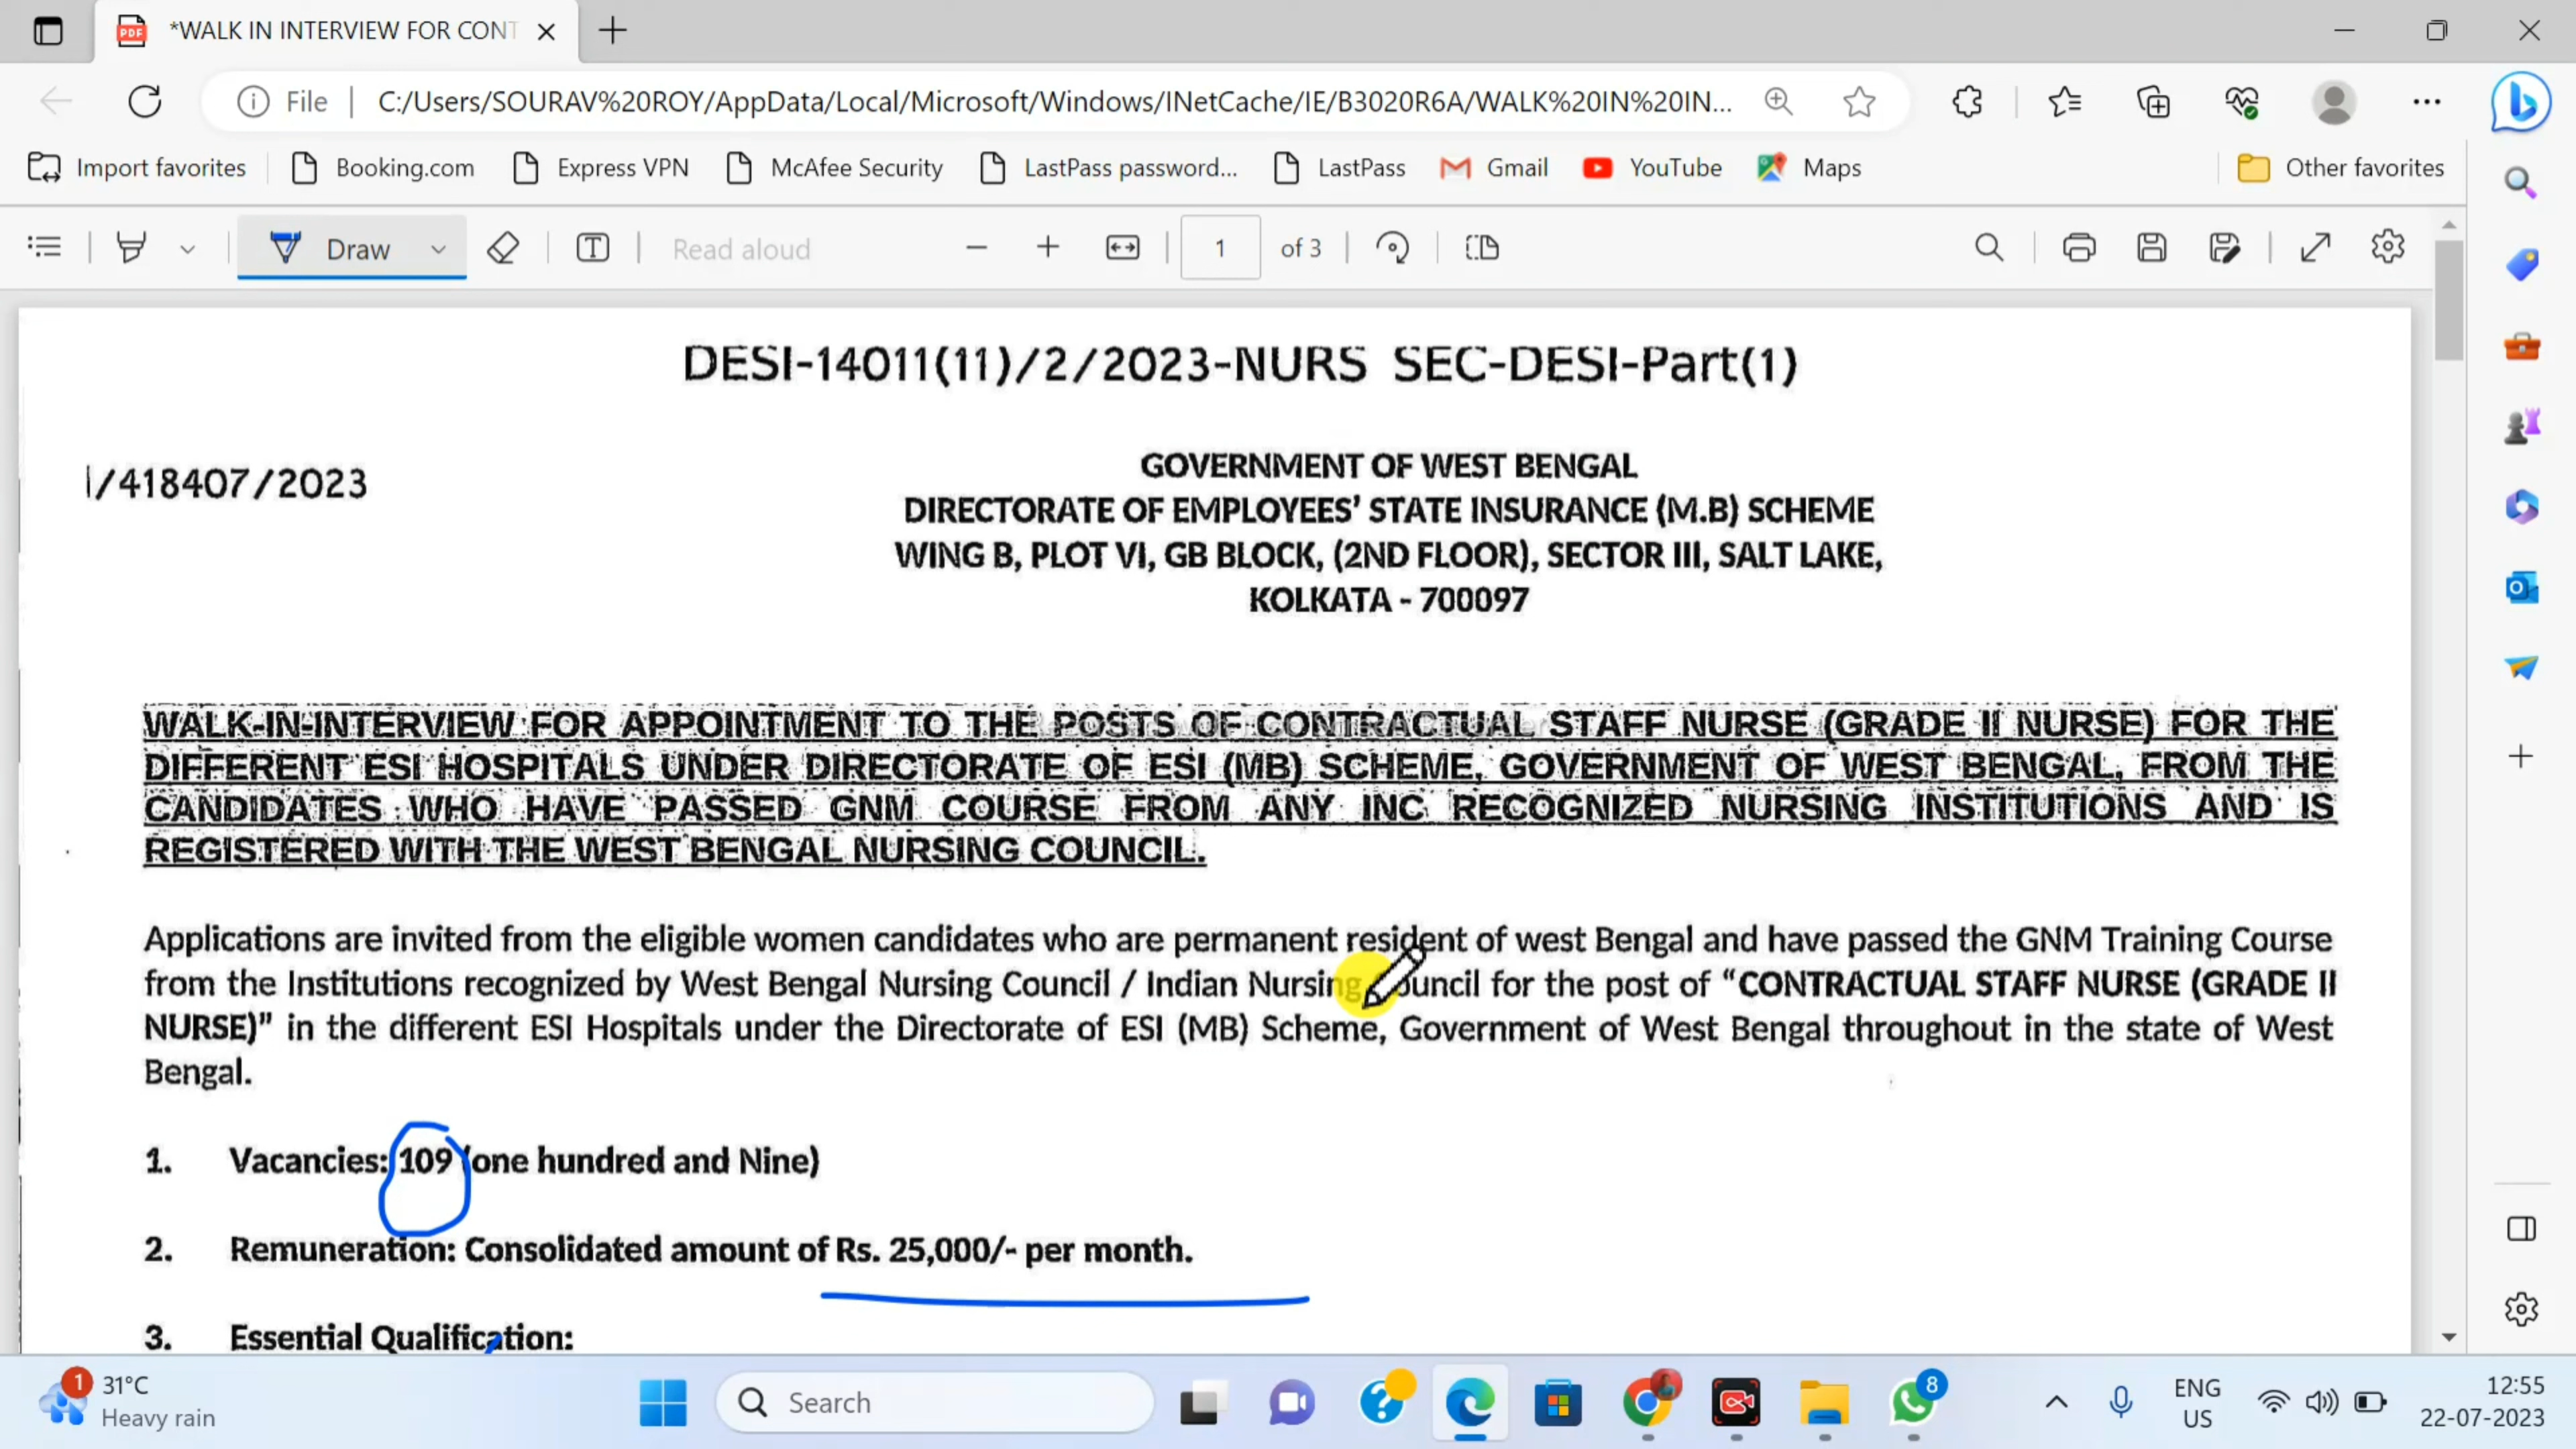 *WALK IN INTERVIEW FOR CONT
File
C:/Users/SOURAV%20ROY/AppData/Local/Microsoft/Windows/INetCache/IE/B3020R6A/WALK%20IN%20IN...
Import favorites
Booking.com
Express VPN
McAfee Security
LastPass password...
LastPass
Gmail
YouTube
Maps
Other favorites
Draw
Read aloud
1
of 3
DESI-14011(11)/2/2023-NURS SEC-DESI-Part(1)
I/418407/2023
GOVERNMENT OF WEST BENGAL
DIRECTORATE OF EMPLOYEES' STATE INSURANCE (M.B) SCHEME
WING B, PLOT VI, GB BLOCK, (2ND FLOOR), SECTOR III, SALT LAKE,
KOLKATA - 700097
WALK-IN-INTERVIEW FOR APPOINTMENT TO THE POSTS OF CONTRACTUAL STAFF NURSE (GRADE II NURSE) FOR THE
DIFFERENT ESI HOSPITALS UNDER DIRECTORATE OF ESI (MB) SCHEME, GOVERNMENT OF WEST BENGAL, FROM THE
CANDIDATES WHO HAVE PASSED GNM COURSE FROM ANY INC RECOGNIZED NURSING INSTITUTIONS AND IS
REGISTERED WITH THE WEST BENGAL NURSING COUNCIL.
Applications are invited from the eligible women candidates who are permanent resident of west Bengal and have passed the GNM Training Course
from the Institutions recognized by West Bengal Nursing Council / Indian Nursing Council for the post of “CONTRACTUAL STAFF NURSE (GRADE II
NURSE)” in the different ESI Hospitals under the Directorate of ESI (MB) Scheme, Government of West Bengal throughout in the state of West
Bengal.
1. Vacancies: 109 (one hundred and Nine)
2. Remuneration: Consolidated amount of Rs. 25,000/- per month.
3. Essential Qualification:
1
31°C
Heavy rain
Search
8
ENG
US
12:55
22-07-2023